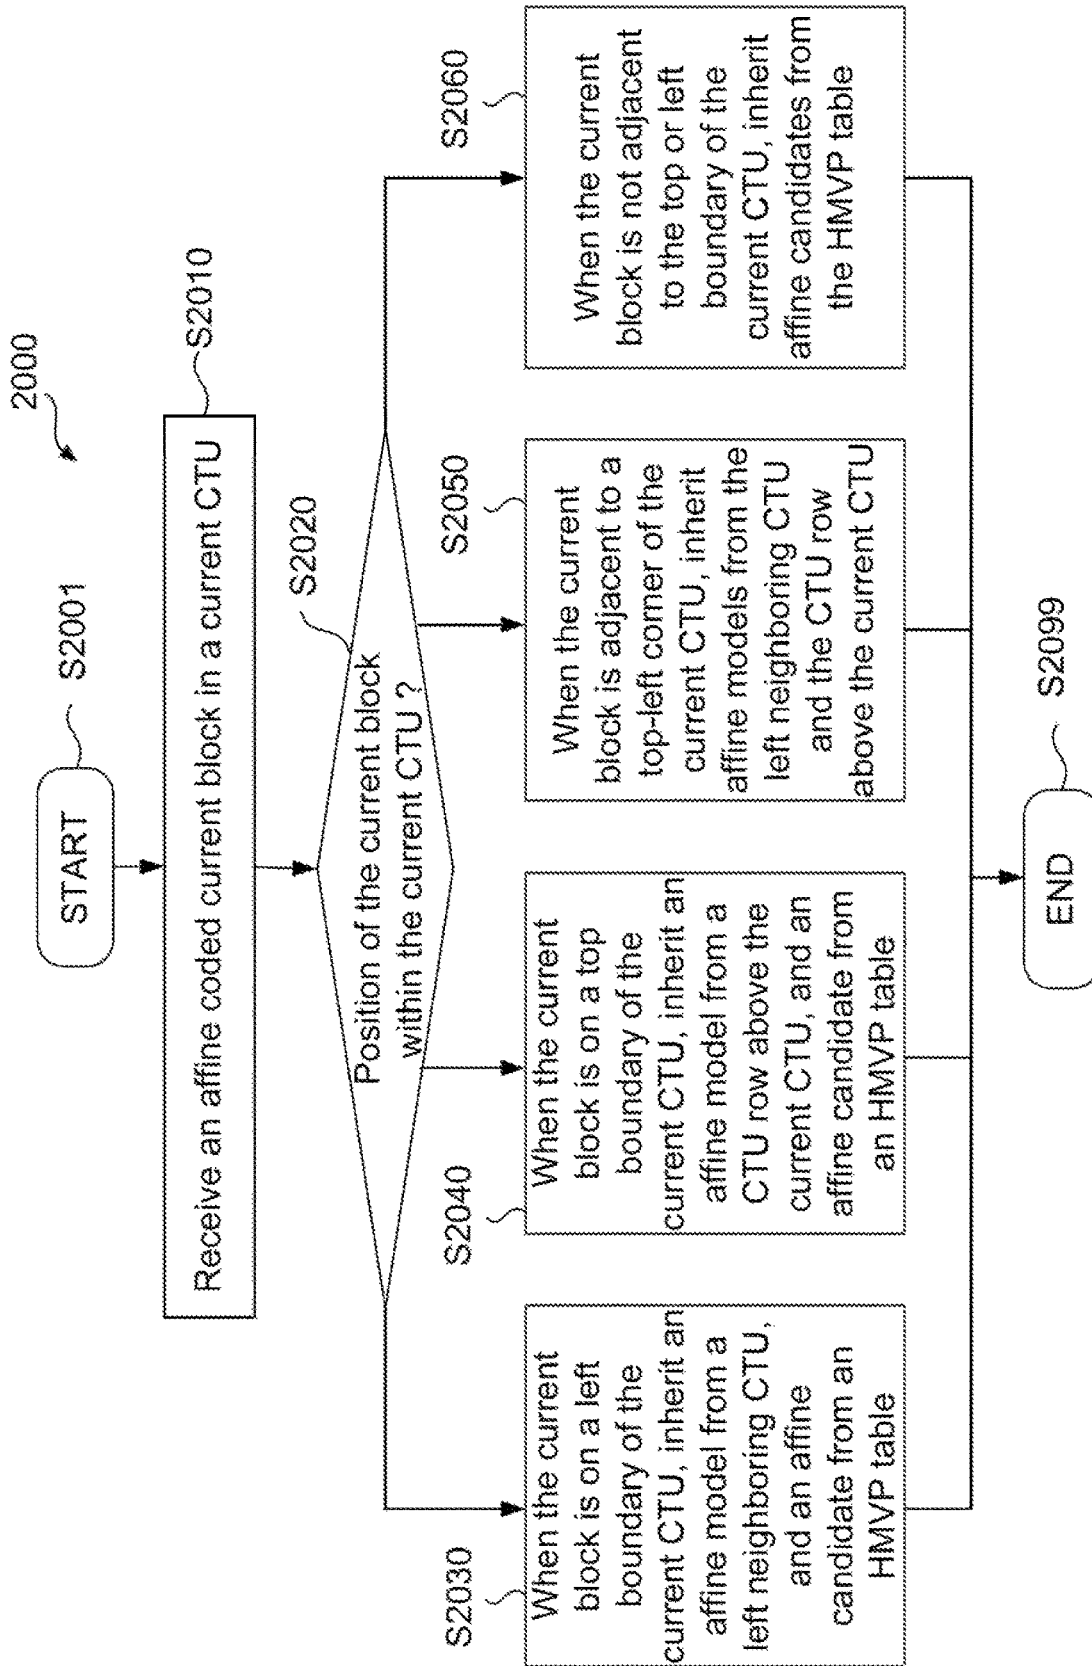 2000
START
S2001
Receive an affine coded current block in a current CTU
S2010
Position of the current block
within the current CTU ?
S2020
S2030
When the current
block is on a left
boundary of the
current CTU, inherit an
affine model from a
left neighboring CTU,
and an affine
candidate from an
HMVP table
S2040
When the current
block is on a top
boundary of the
current CTU, inherit an
affine model from a
CTU row above the
current CTU, and an
affine candidate from
an HMVP table
S2050
When the current
block is adjacent to a
top-left corner of the
current CTU, inherit
affine models from the
left neighboring CTU
and the CTU row
above the current CTU
S2060
When the current
block is not adjacent
to the top or left
boundary of the
current CTU, inherit
affine candidates from
the HMVP table
END
S2099